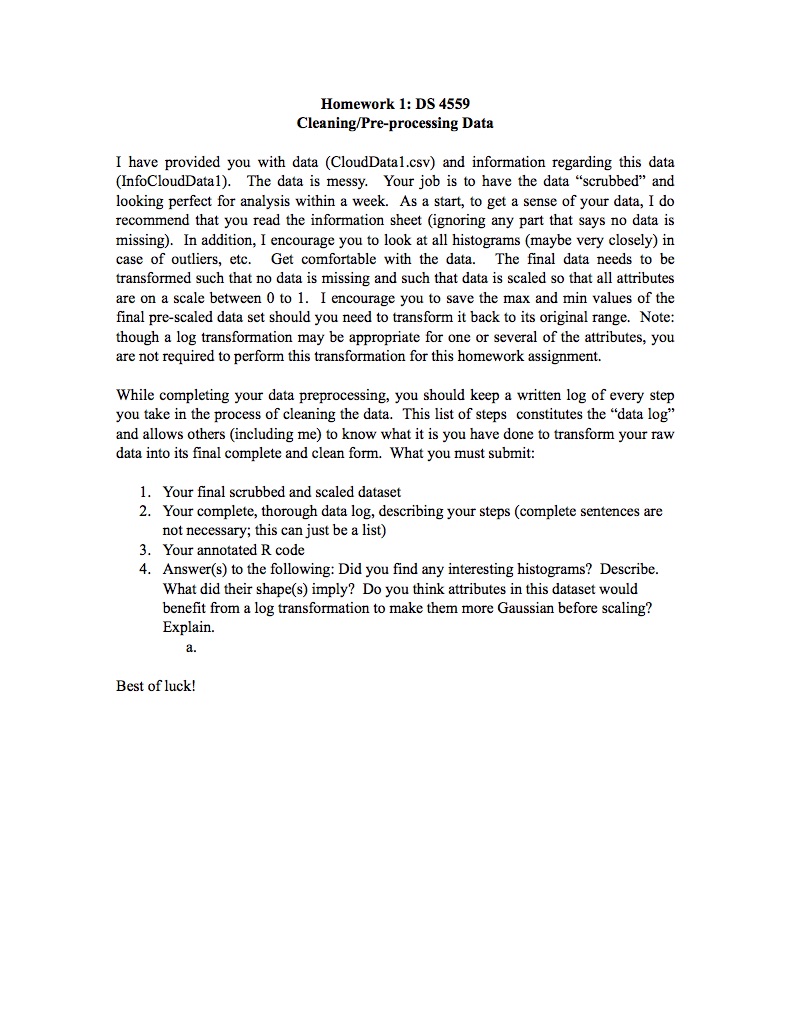 Homework 1: DS 4559
Cleaning/Pre-processing Data
I have provided you with data (CloudData1.csv) and information regarding this data
(InfoCloudData1). The data is messy. Your job is to have the data “scrubbed” and
looking perfect for analysis within a week. As a start, to get a sense of your data, I do
recommend that you read the information sheet (ignoring any part that says no data is
missing). In addition, I encourage you to look at all histograms (maybe very closely) in
case of outliers, etc. Get comfortable with the data. The final data needs to be
transformed such that no data is missing and such that data is scaled so that all attributes
are on a scale between 0 to 1. I encourage you to save the max and min values of the
final pre-scaled data set should you need to transform it back to its original range. Note:
though a log transformation may be appropriate for one or several of the attributes, you
are not required to perform this transformation for this homework assignment.
While completing your data preprocessing, you should keep a written log of every step
you take in the process of cleaning the data. This list of steps constitutes the “data log”
and allows others (including me) to know what it is you have done to transform your raw
data into its final complete and clean form. What you must submit:
1. Your final scrubbed and scaled dataset
2. Your complete, thorough data log, describing your steps (complete sentences are
not necessary; this can just be a list)
3. Your annotated R code
4. Answer(s) to the following: Did you find any interesting histograms? Describe.
What did their shape(s) imply? Do you think attributes in this dataset would
benefit from a log transformation to make them more Gaussian before scaling?
Explain.
a.
Best of luck!